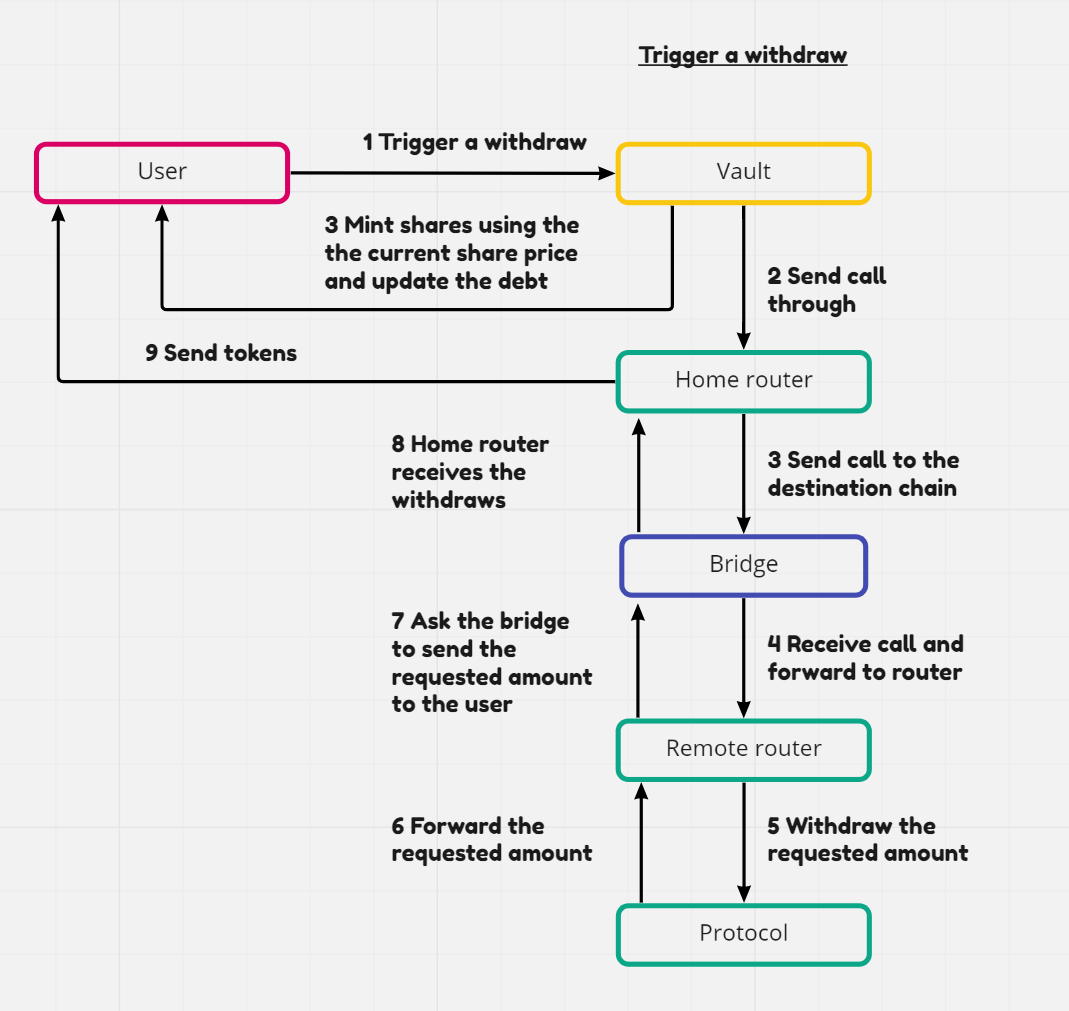 Trigger a withdraw
1 Trigger a withdraw
User
Vault
3 Mint shares using the
the current share price
and update the debt
2 Send call
through
9 Send tokens
Home router
8 Home router
receives the
withdraws
3 Send call to the
destination chain
Bridge
7 Ask the bridge
to send the
requested amount
to the user
4 Receive call and
forward to router
Remote router
6 Forward the
requested amount
5 Withdraw the
requested amount
Protocol